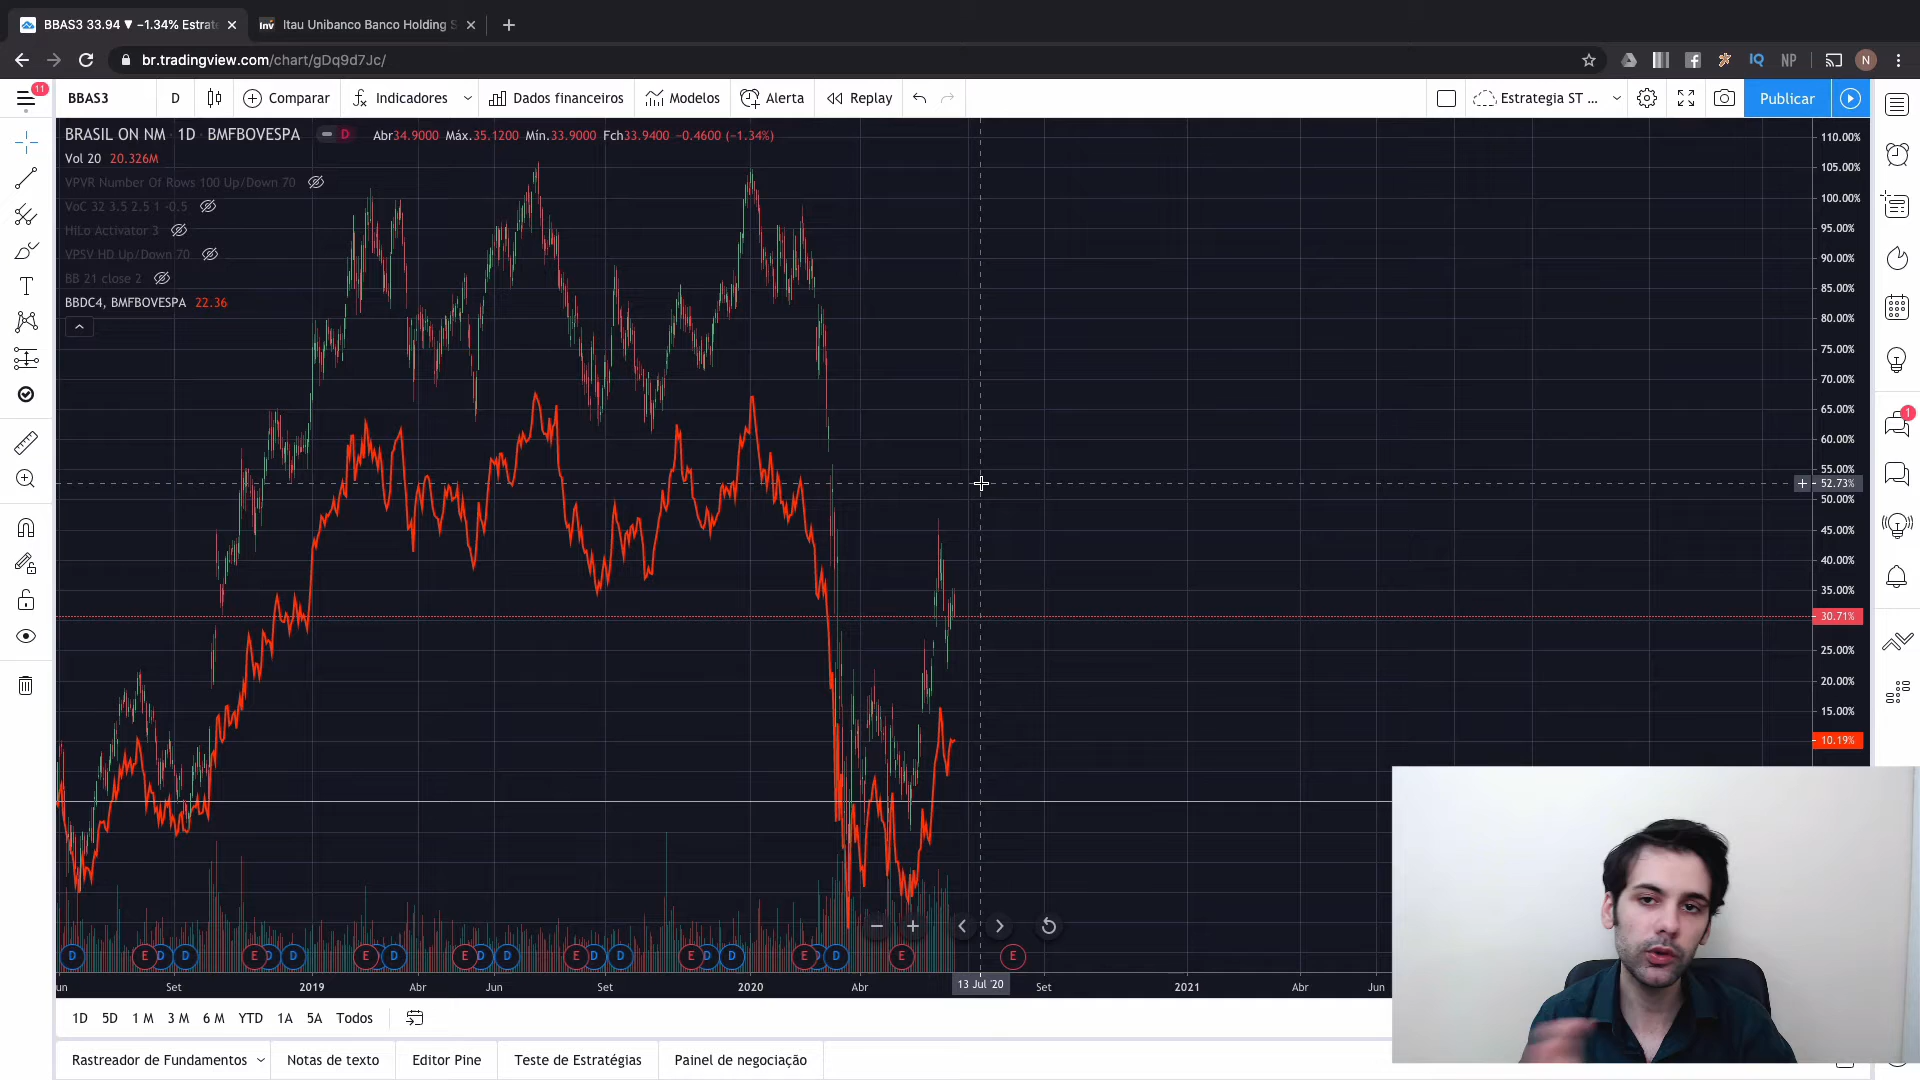 BBAS3 33.94 ▼ −1.34% Estrat
Itau Unibanco Banco Holding S
br.tradingview.com/chart/gDq9d7Jc/
IQ
NP
N
11
BBAS3
D
Comparar
Indicadores
Dados financeiros
Modelos
Alerta
Replay
Estrategia ST ...
Publicar
BRASIL ON NM · 1D · BMFBOVESPA
D
Abr34.9000 Máx.35.1200 Mín.33.9000 Fch33.9400 −0.4600 (−1.34%)
Vol 20 20.326M
VPVR Number Of Rows 100 Up/Down 70
VoC 32 3.5 2.5 1 -0.5
HiLo Activator 3
VPSV HD Up/Down 70
BB 21 close 2
BBDC4, BMFBOVESPA 22.36
110.00%
105.00%
100.00%
95.00%
90.00%
85.00%
80.00%
75.00%
70.00%
65.00%
60.00%
55.00%
52.73%
50.00%
45.00%
40.00%
35.00%
30.71%
25.00%
20.00%
15.00%
10.19%
1
D E D D E D D E D D E D D E D D E D D E D D E E
un Set 2019 Abr Jun Set 2020 Abr 13 Jul '20 Set 2021 Abr Jun
1D 5D 1 M 3 M 6 M YTD 1A 5A Todos
Rastreador de Fundamentos
Notas de texto
Editor Pine
Teste de Estratégias
Painel de negociação